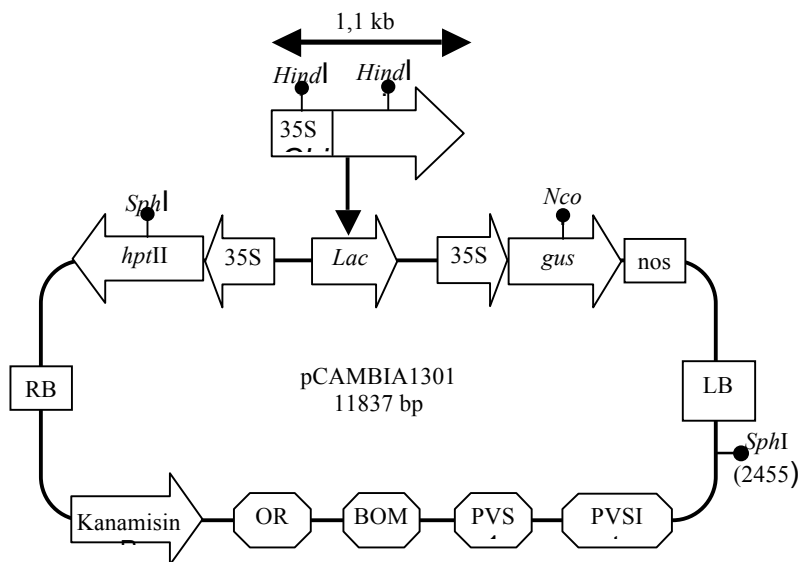 1,1 kb
HindI
HindI
35S
SphI
Nco
hptII
35S
Lac
35S
gus
nos
RB
pCAMBIA1301
11837 bp
LB
SphI
(2455)
Kanamisin
OR
BOM
PVS
PVSI